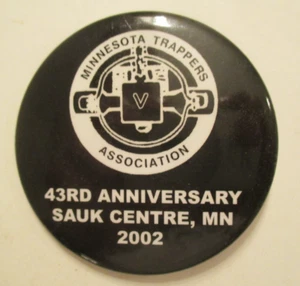 MINNESOTA TRAPPERS
V
ASSOCIATION
43RD ANNIVERSARY
SAUK CENTRE, MN
2002